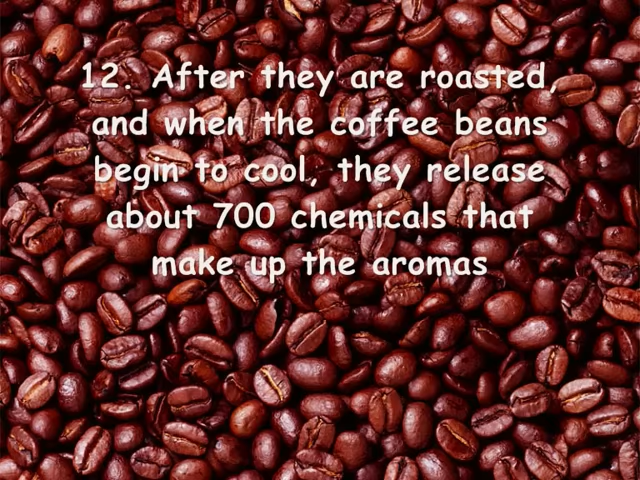 12. After they are roasted,
and when the coffee beans
begin to cool, they release
about 700 chemicals that
make up the aromas